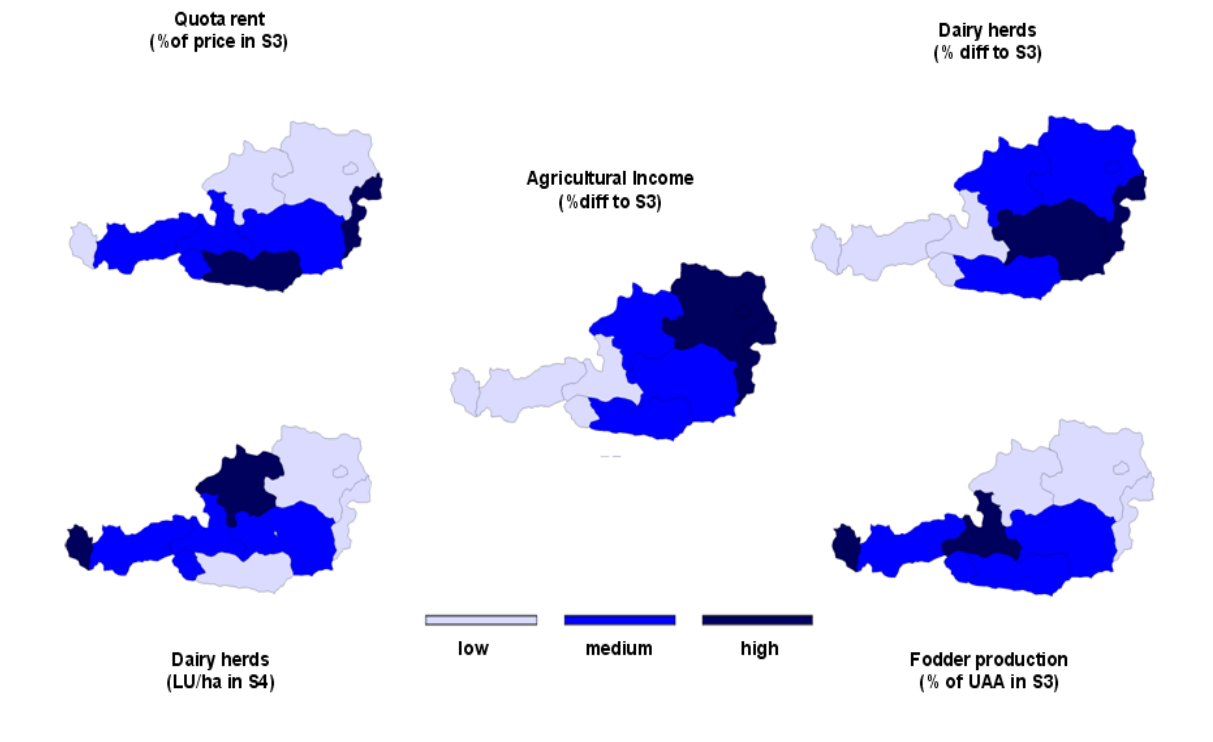 Quota rent
(%of price in S3)
Dairy herds
(% diff to S3)
Agricultural Income
(%diff to S3)
low
medium
high
Dairy herds
(LU/ha in S4)
Fodder production
(% of UAA in S3)